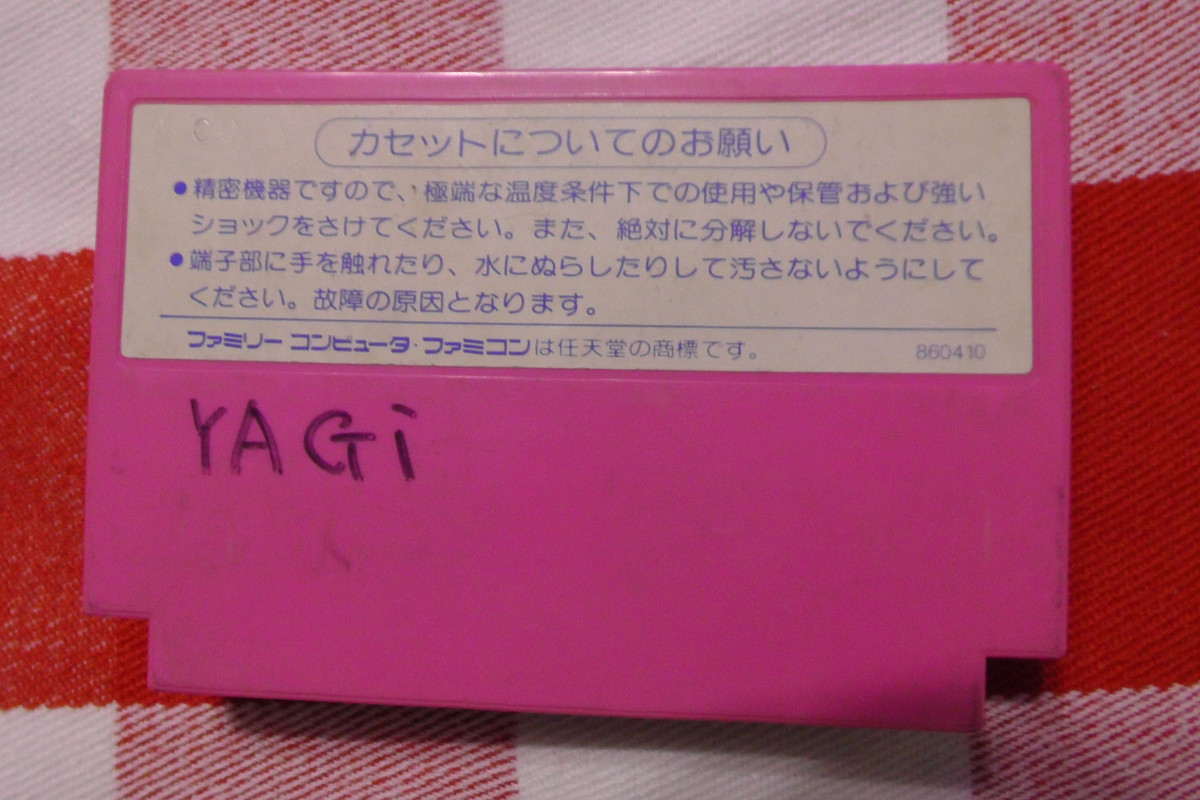 カセットについてのお願い
●精密機器ですので、極端な温度条件下での使用や保管および強い
ショックをさけてください。また、絶対に分解しないでください。
●端子部に手を触れたり、水にぬらしたりして汚さないようにして
ください。故障の原因となります。
ファミリー コンピュータ・ファミコンは任天堂の商標です。
860410
YAGi